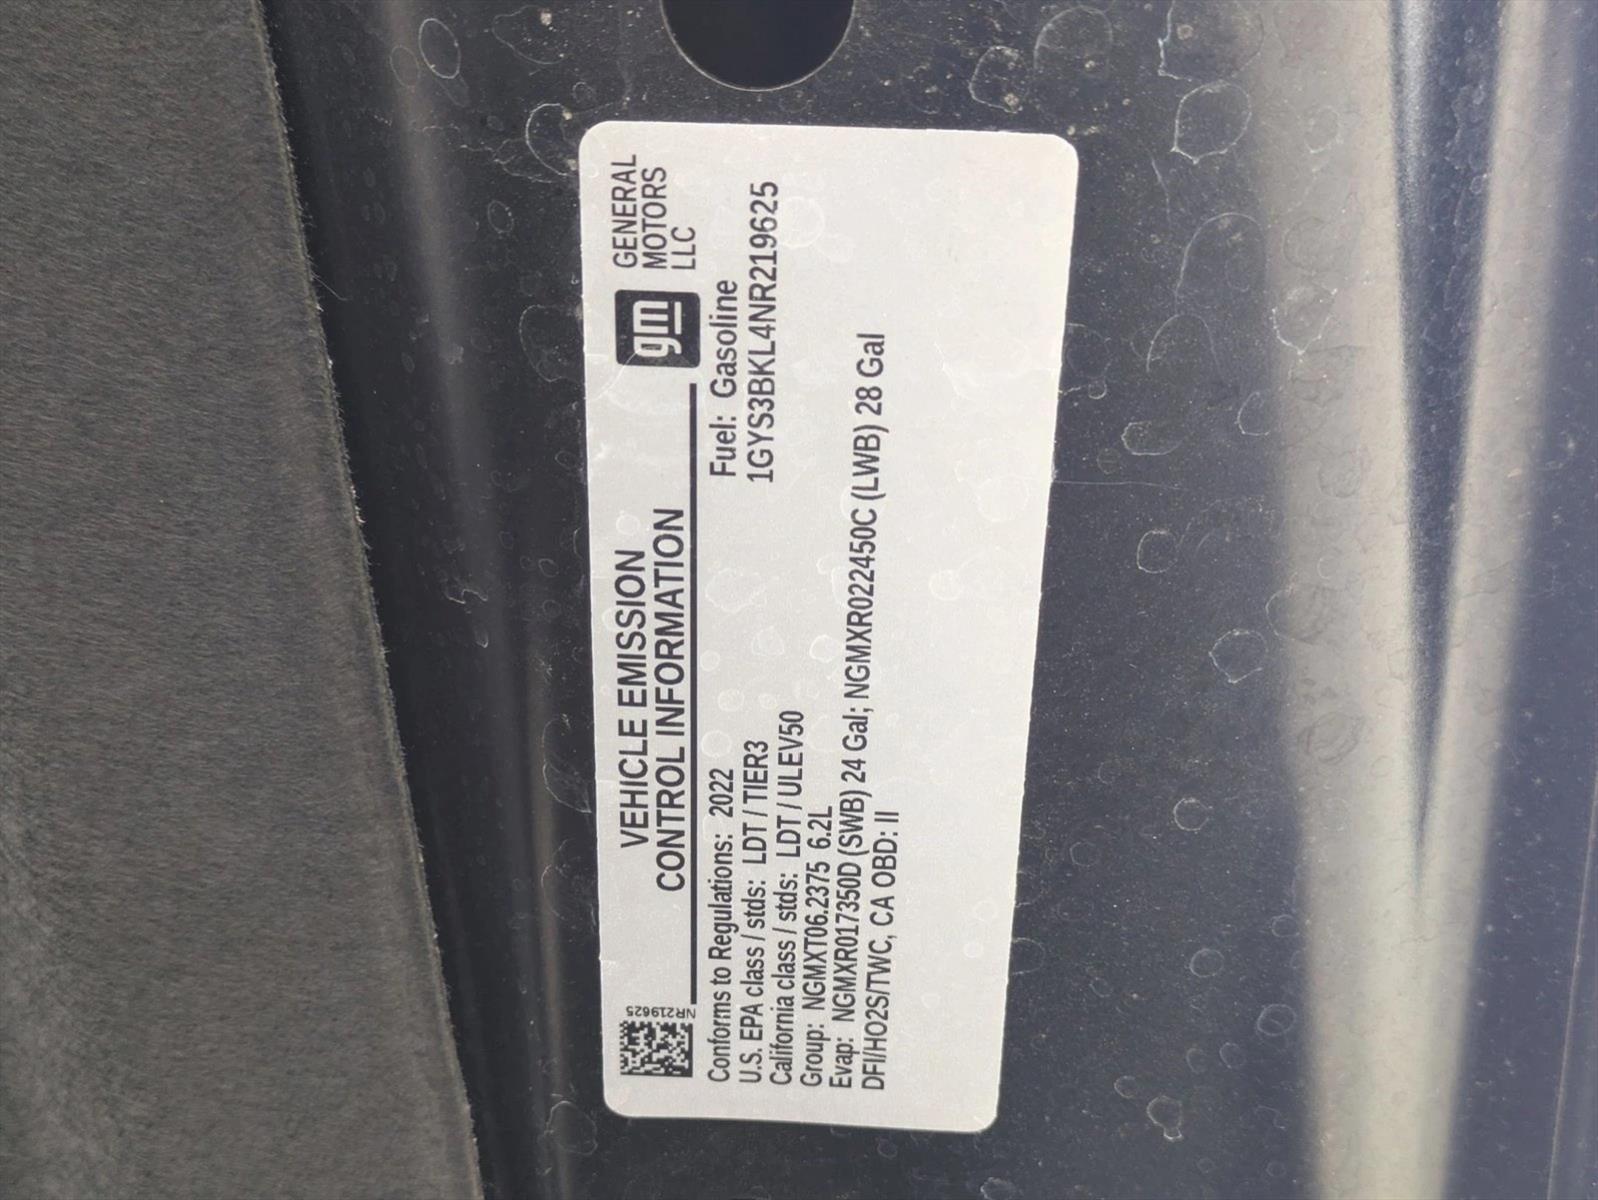 NR219625
VEHICLE EMISSION
CONTROL INFORMATION
gm
GENERAL
MOTORS
LLC
Conforms to Regulations: 2022
Fuel: Gasoline
U.S. EPA class / stds: LDT / TIER3
1GYS3BKL4NR219625
California class / stds: LDT / ULEV50
Group: NGMXT06.2375 6.2L
Evap: NGMXR017350D (SWB) 24 Gal; NGMXR022450C (LWB) 28 Gal
DFI/HO2S/TWC, CA OBD: II